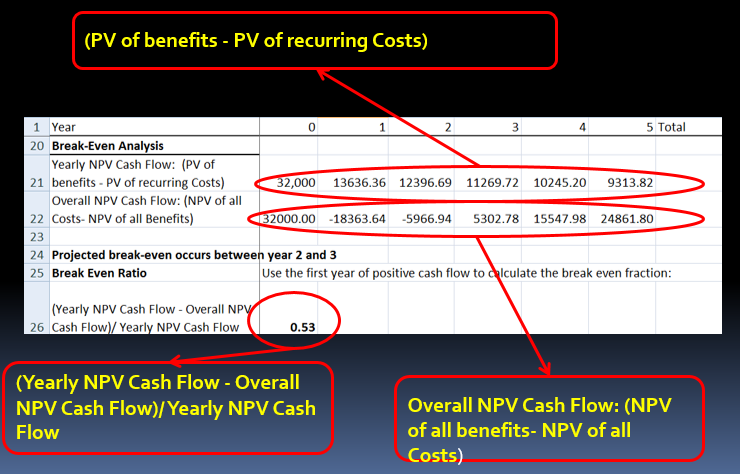 (PV of benefits - PV of recurring Costs)
1 Year 0 1 2 3 4 5 Total
20 Break-Even Analysis
Yearly NPV Cash Flow: (PV of
21 benefits - PV of recurring Costs) 32,000 13636.36 12396.69 11269.72 10245.20 9313.82
Overall NPV Cash Flow: (NPV of all
22 Costs- NPV of all Benefits) 32000.00 -18363.64 -5966.94 5302.78 15547.98 24861.80
23
24 Projected break-even occurs between year 2 and 3
25 Break Even Ratio Use the first year of positive cash flow to calculate the break even fraction:
(Yearly NPV Cash Flow - Overall NPV
26 Cash Flow)/ Yearly NPV Cash Flow 0.53
(Yearly NPV Cash Flow - Overall
NPV Cash Flow)/ Yearly NPV Cash
Flow
Overall NPV Cash Flow: (NPV
of all benefits- NPV of all
Costs)